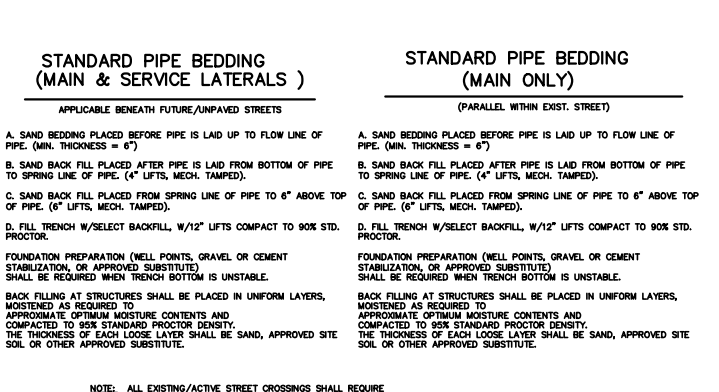 STANDARD PIPE BEDDING
(MAIN & SERVICE LATERALS )
APPLICABLE BENEATH FUTURE/UNPAVED STREETS
A. SAND BEDDING PLACED BEFORE PIPE IS LAID UP TO FLOW LINE OF
PIPE. (MIN. THICKNESS = 6")
B. SAND BACK FILL PLACED AFTER PIPE IS LAID FROM BOTTOM OF PIPE
TO SPRING LINE OF PIPE. (4" LIFTS, MECH. TAMPED).
C. SAND BACK FILL PLACED FROM SPRING LINE OF PIPE TO 6" ABOVE TOP
OF PIPE. (6" LIFTS, MECH. TAMPED).
D. FILL TRENCH W/SELECT BACKFILL, W/12" LIFTS COMPACT TO 90% STD.
PROCTOR.
FOUNDATION PREPARATION (WELL POINTS, GRAVEL OR CEMENT
STABILIZATION, OR APPROVED SUBSTITUTE)
SHALL BE REQUIRED WHEN TRENCH BOTTOM IS UNSTABLE.
BACK FILLING AT STRUCTURES SHALL BE PLACED IN UNIFORM LAYERS,
MOISTENED AS REQUIRED TO
APPROXIMATE OPTIMUM MOISTURE CONTENTS AND
COMPACTED TO 95% STANDARD PROCTOR DENSITY.
THE THICKNESS OF EACH LOOSE LAYER SHALL BE SAND, APPROVED SITE
SOIL OR OTHER APPROVED SUBSTITUTE.
STANDARD PIPE BEDDING
(MAIN ONLY)
(PARALLEL WITHIN EXIST. STREET)
A. SAND BEDDING PLACED BEFORE PIPE IS LAID UP TO FLOW LINE OF
PIPE. (MIN. THICKNESS = 6")
B. SAND BACK FILL PLACED AFTER PIPE IS LAID FROM BOTTOM OF PIPE
TO SPRING LINE OF PIPE. (4" LIFTS, MECH. TAMPED).
C. SAND BACK FILL PLACED FROM SPRING LINE OF PIPE TO 6" ABOVE TOP
OF PIPE. (6" LIFTS, MECH. TAMPED).
D. FILL TRENCH W/SELECT BACKFILL, W/12" LIFTS COMPACT TO 90% STD.
PROCTOR.
FOUNDATION PREPARATION (WELL POINTS, GRAVEL OR CEMENT
STABILIZATION, OR APPROVED SUBSTITUTE)
SHALL BE REQUIRED WHEN TRENCH BOTTOM IS UNSTABLE.
BACK FILLING AT STRUCTURES SHALL BE PLACED IN UNIFORM LAYERS,
MOISTENED AS REQUIRED TO
APPROXIMATE OPTIMUM MOISTURE CONTENTS AND
COMPACTED TO 95% STANDARD PROCTOR DENSITY.
THE THICKNESS OF EACH LOOSE LAYER SHALL BE SAND, APPROVED SITE
SOIL OR OTHER APPROVED SUBSTITUTE.
NOTE: ALL EXISTING/ACTIVE STREET CROSSINGS SHALL REQUIRE